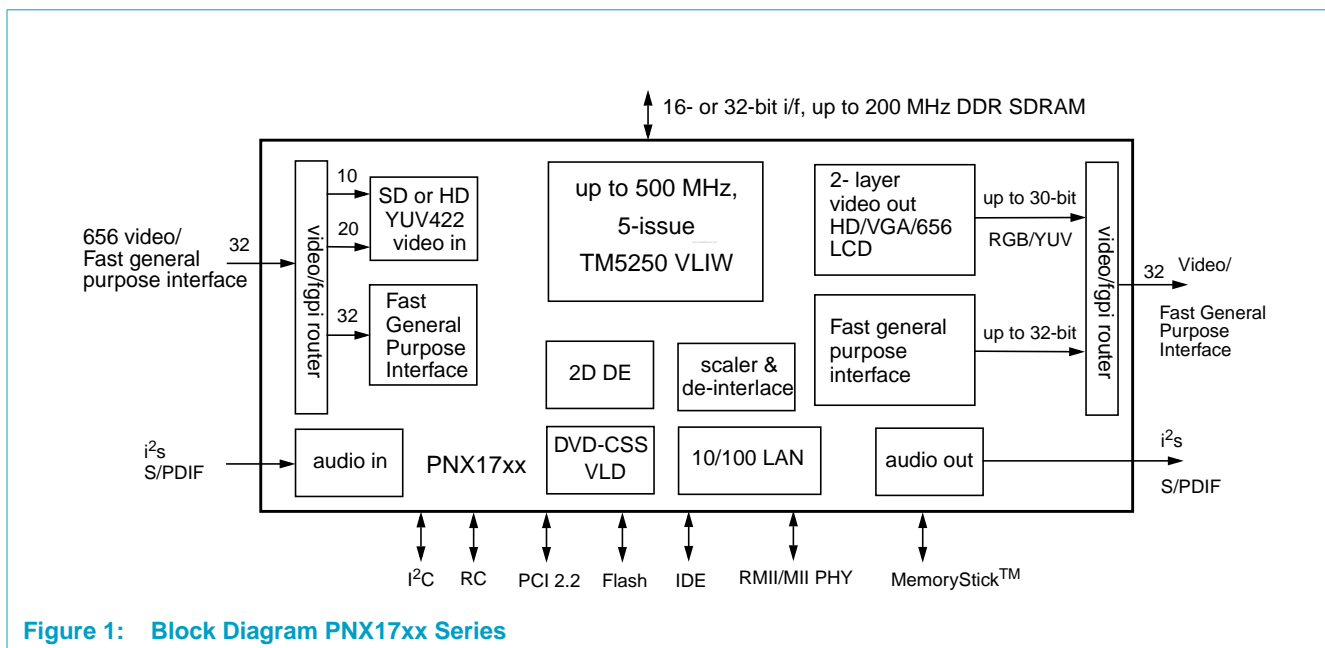 16- or 32-bit i/f, up to 200 MHz DDR SDRAM
656 video/
Fast general
purpose interface
32
video/fgpi router
10
20
32
SD or HD
YUV422
video in
Fast
General
Purpose
Interface
up to 500 MHz,
5-issue
TM5250 VLIW
2- layer
video out
HD/VGA/656
LCD
up to 30-bit
RGB/YUV
Fast general
purpose
interface
up to 32-bit
video/fgpi router
32
Video/
Fast General
Purpose
Interface
2D DE
scaler &
de-interlace
i²s
S/PDIF
audio in
PNX17xx
DVD-CSS
VLD
10/100 LAN
audio out
i²s
S/PDIF
I²C
RC
PCI 2.2
Flash
IDE
RMII/MII PHY
MemoryStick™
Figure 1: Block Diagram PNX17xx Series